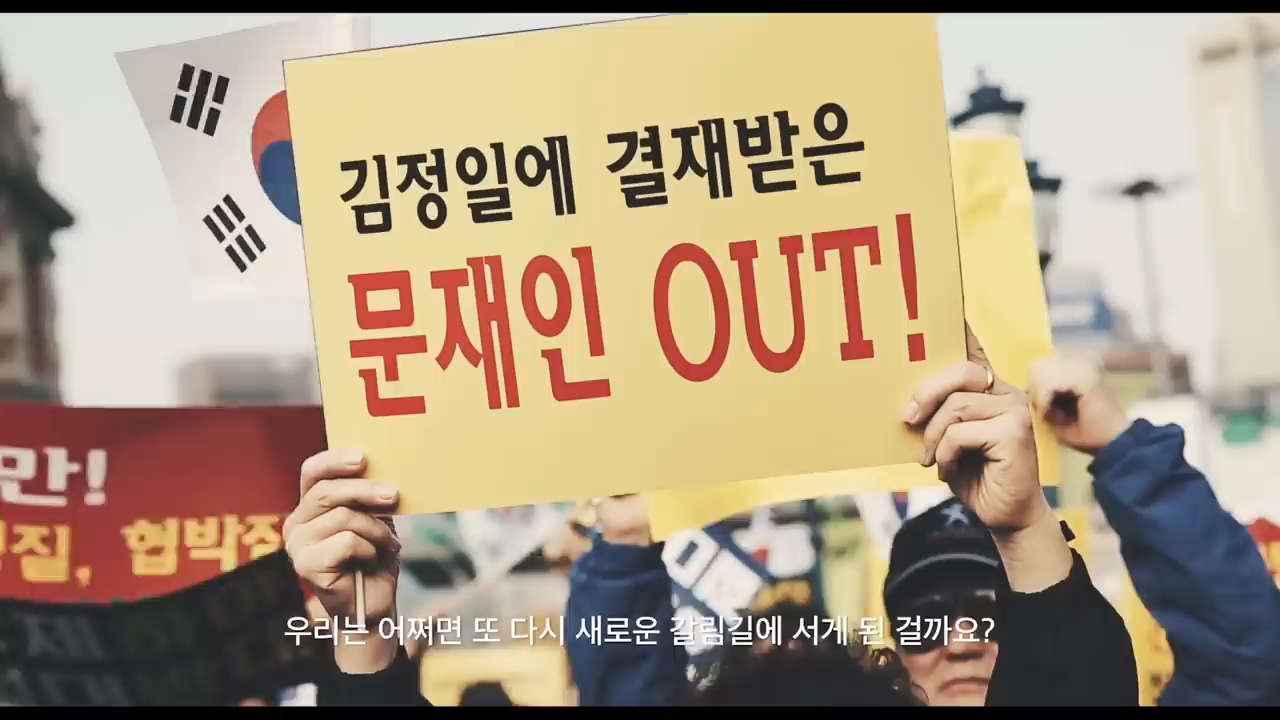 김정일에 결재받은
문재인 OUT!
만!
질, 협박
우리는 어쩌면 또 다시 새로운 갈림길에 서게 된 걸까요?